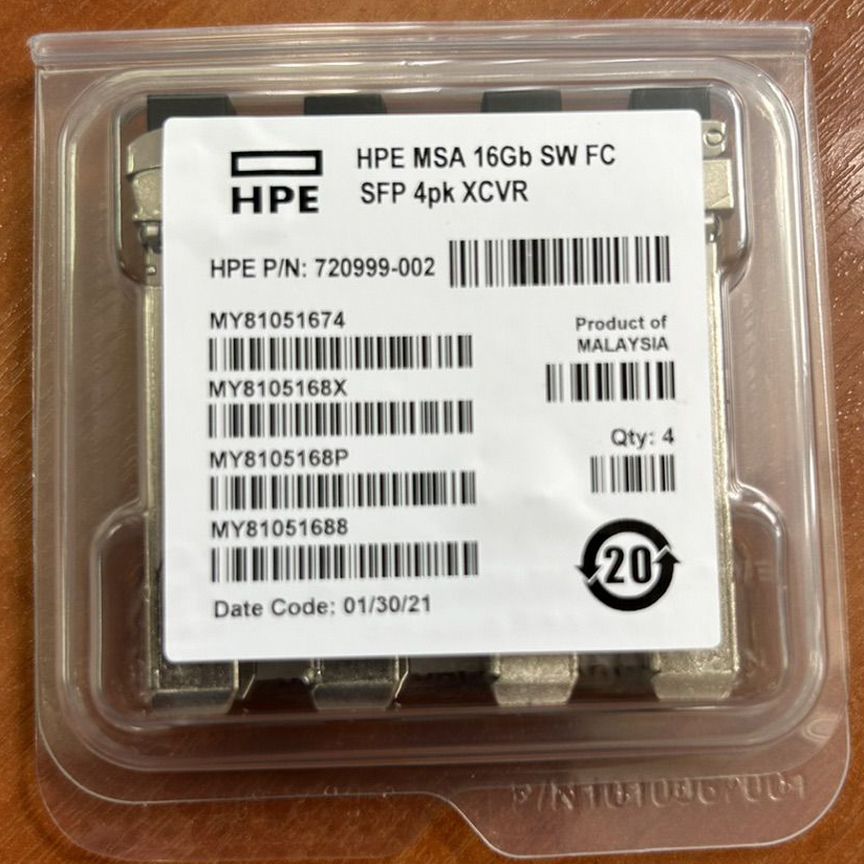 HPE
HPE MSA 16Gb SW FC
SFP 4pk XCVR
HPE P/N: 720999-002
MY81051674
MY8105168X
MY8105168P
MY81051688
Date Code: 01/30/21
Product of
MALAYSIA
Qty: 4
20